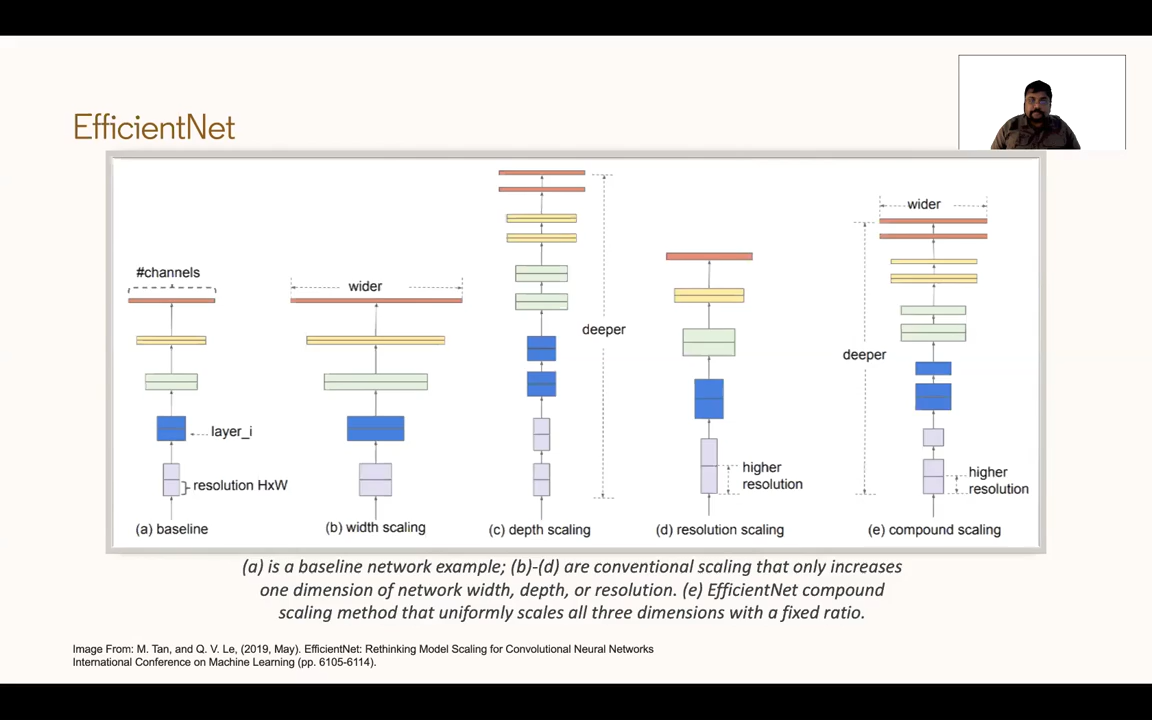 EfficientNet
#channels
wider
deeper
wider
deeper
layer_i
resolution HxW
higher
resolution
higher
resolution
(a) baseline
(b) width scaling
(c) depth scaling
(d) resolution scaling
(e) compound scaling
(a) is a baseline network example; (b)-(d) are conventional scaling that only increases
one dimension of network width, depth, or resolution. (e) EfficientNet compound
scaling method that uniformly scales all three dimensions with a fixed ratio.
Image From: M. Tan, and Q. V. Le, (2019, May). EfficientNet: Rethinking Model Scaling for Convolutional Neural Networks
International Conference on Machine Learning (pp. 6105-6114).